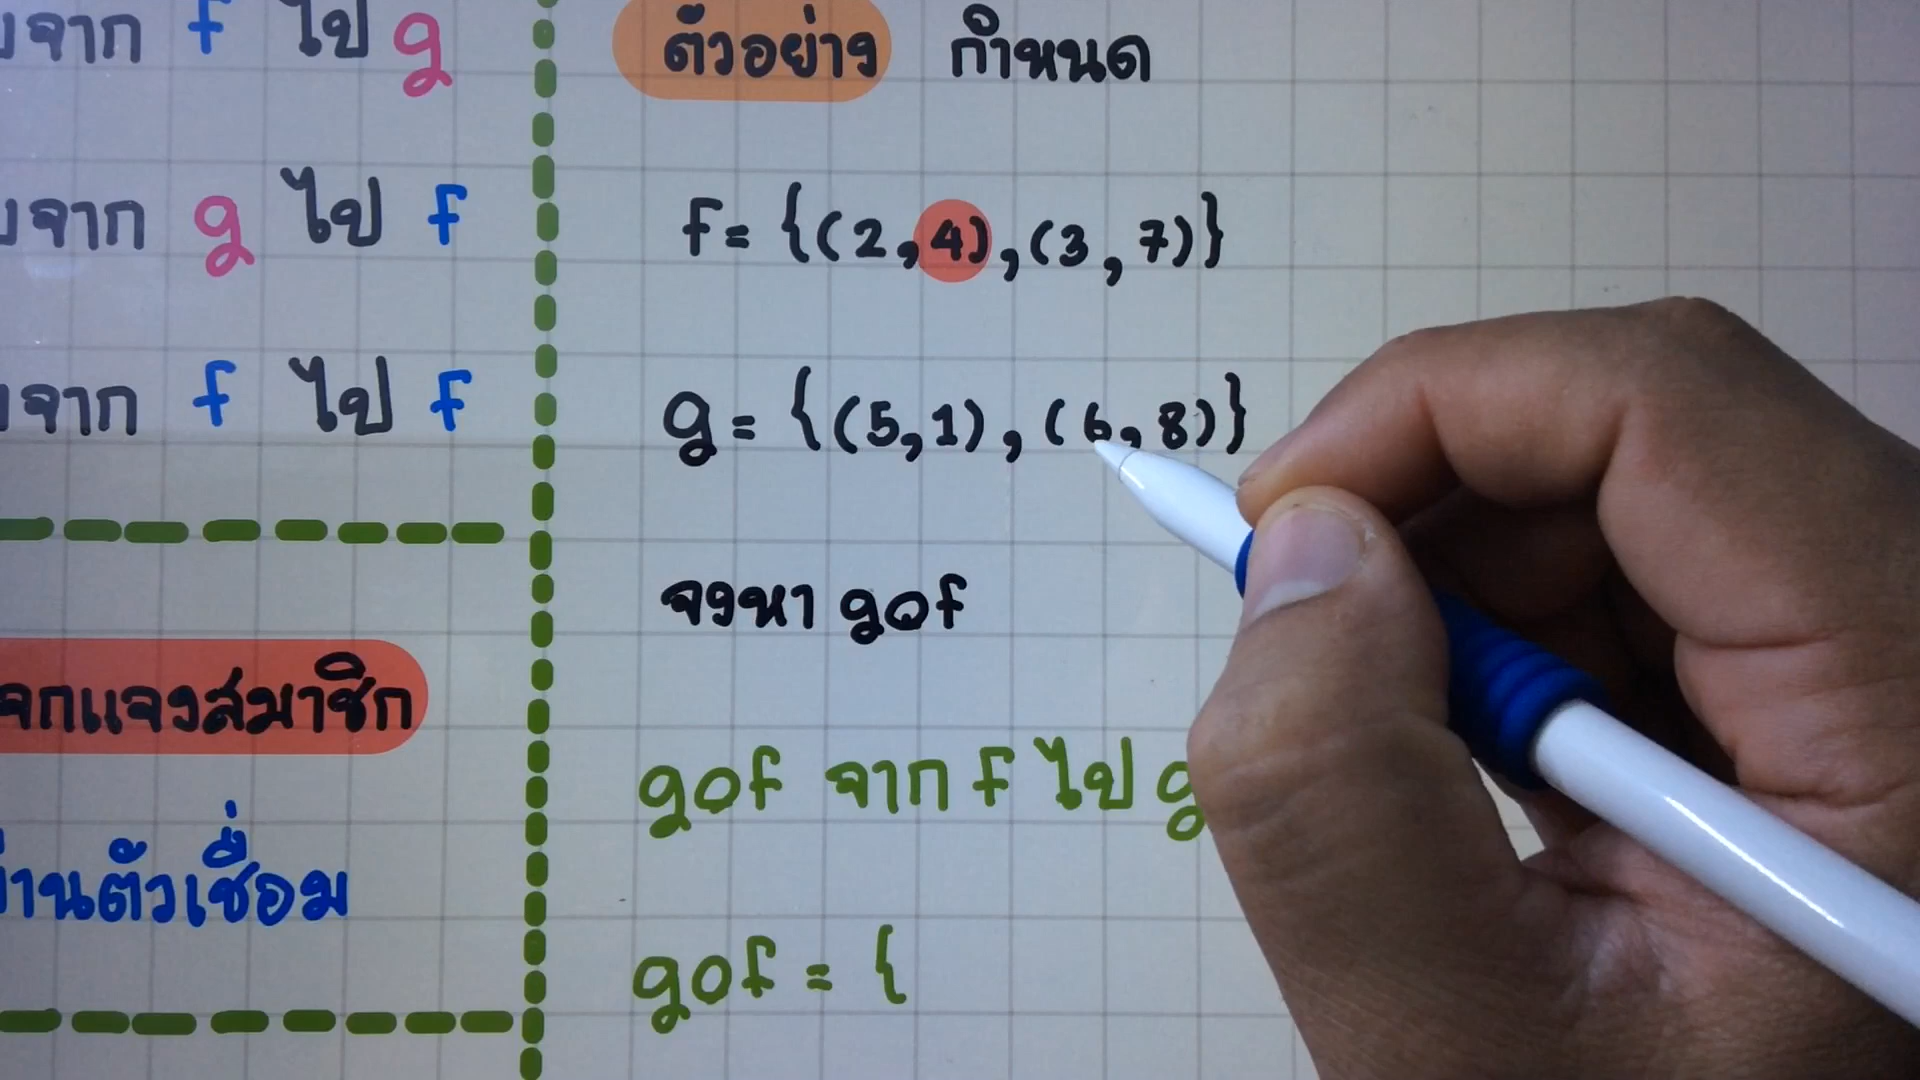 จาก f ไป g
จาก g ไป f
จาก f ไป f
จกแจงสมาชิก
ตัวเชื่อม
ตัวอย่าง กำหนด
f = {(2,4),(3,7)}
g = {(5,1),(6,8)}
จงหา gof
gof จาก f ไป g
gof = {